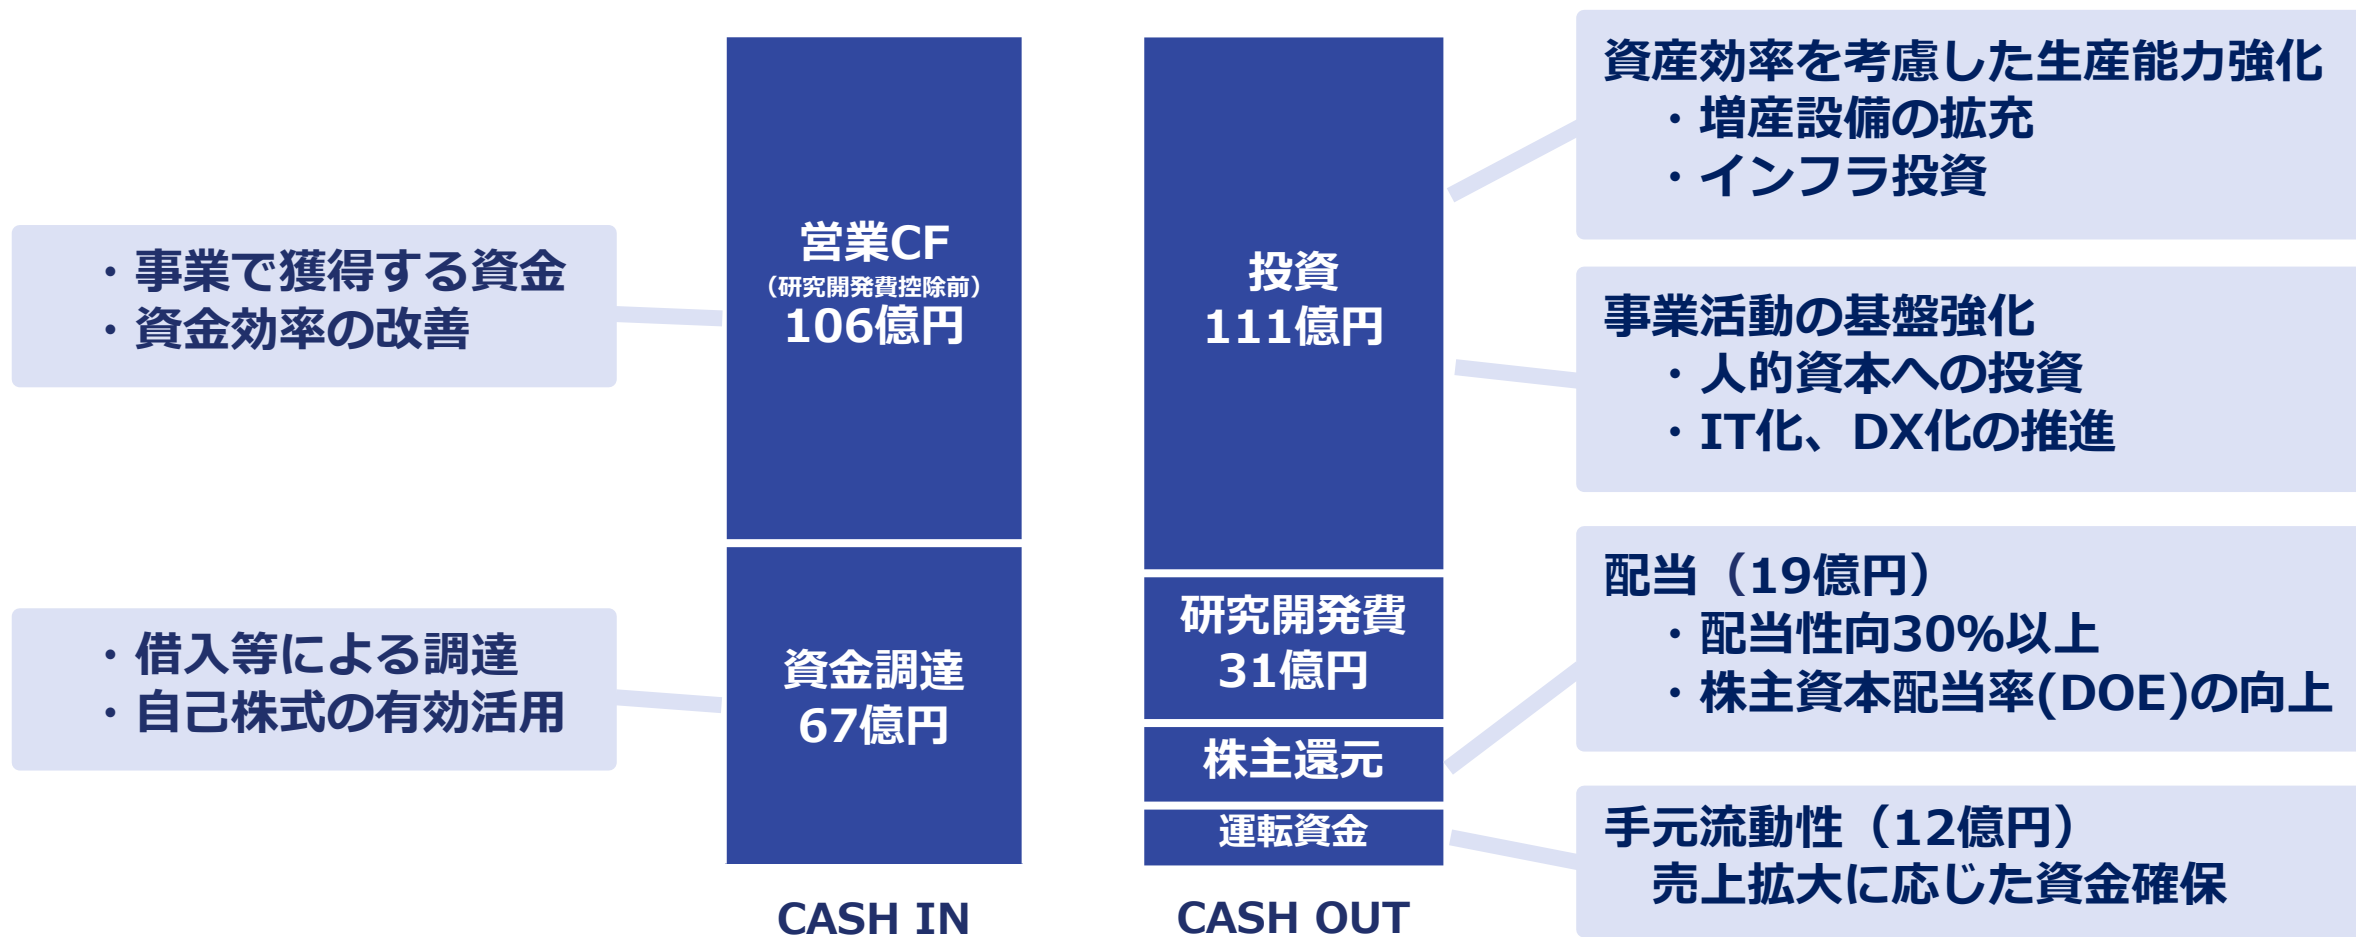 ・事業で獲得する資金
・資金効率の改善
・借入等による調達
・自己株式の有効活用
営業CF
（研究開発費控除前）
106億円
資金調達
67億円
CASH IN
投資
111億円
研究開発費
31億円
株主還元
運転資金
CASH OUT
資産効率を考慮した生産能力強化
・増産設備の拡充
・インフラ投資
事業活動の基盤強化
・人的資本への投資
・IT化、DX化の推進
配当（19億円）
・配当性向30%以上
・株主資本配当率(DOE)の向上
手元流動性（12億円）
売上拡大に応じた資金確保